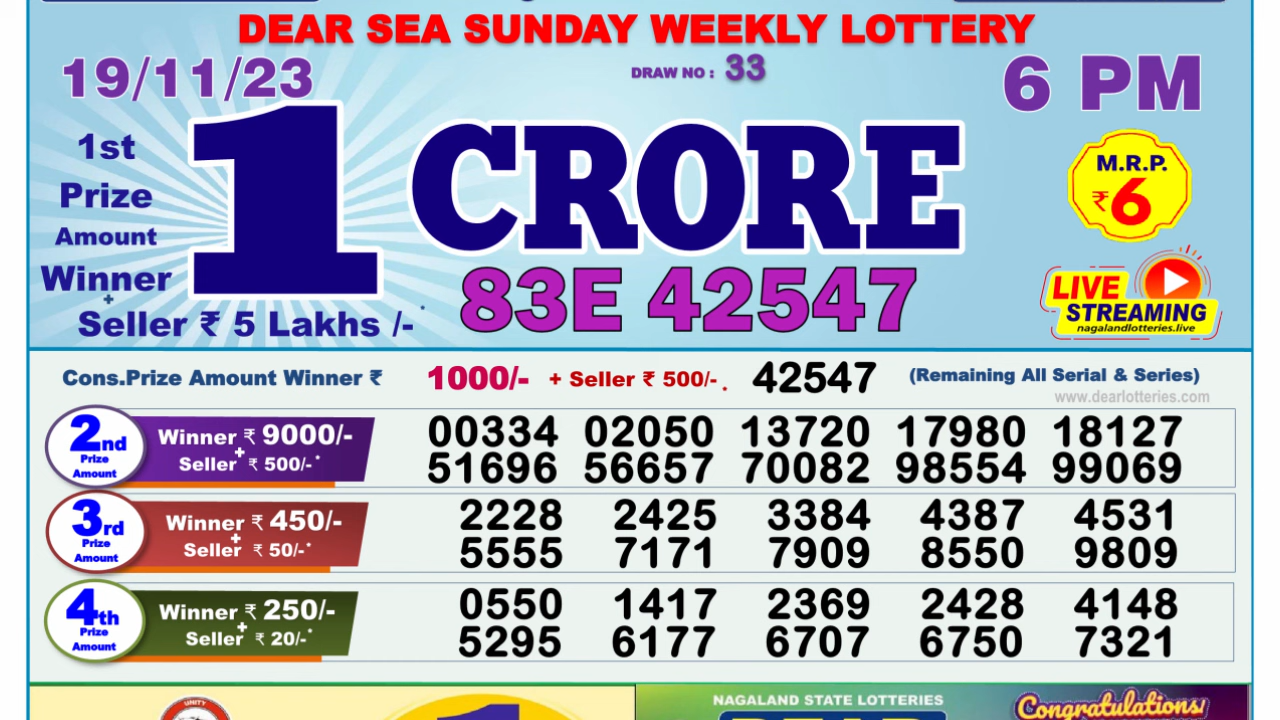 DEAR SEA SUNDAY WEEKLY LOTTERY
19/11/23
DRAW NO : 33
6 PM
1st
Prize
Amount
Winner
+
Seller ₹ 5 Lakhs /- *
1 CRORE
83E 42547
M.R.P.
₹6
LIVE
STREAMING
nagalandlotteries.live
Cons.Prize Amount Winner ₹ 1000/- + Seller ₹ 500/- . 42547 (Remaining All Serial & Series)
www.dearlotteries.com
2nd
Prize
Amount
Winner ₹ 9000/-
+
Seller ₹ 500/- *
00334 02050 13720 17980 18127
51696 56657 70082 98554 99069
3rd
Prize
Amount
Winner ₹ 450/-
+
Seller ₹ 50/- *
2228 2425 3384 4387 4531
5555 7171 7909 8550 9809
4th
Prize
Amount
Winner ₹ 250/-
+
Seller ₹ 20/- *
0550 1417 2369 2428 4148
5295 6177 6707 6750 7321
UNITY
1
NAGALAND STATE LOTTERIES
DEAR
Congratulations!